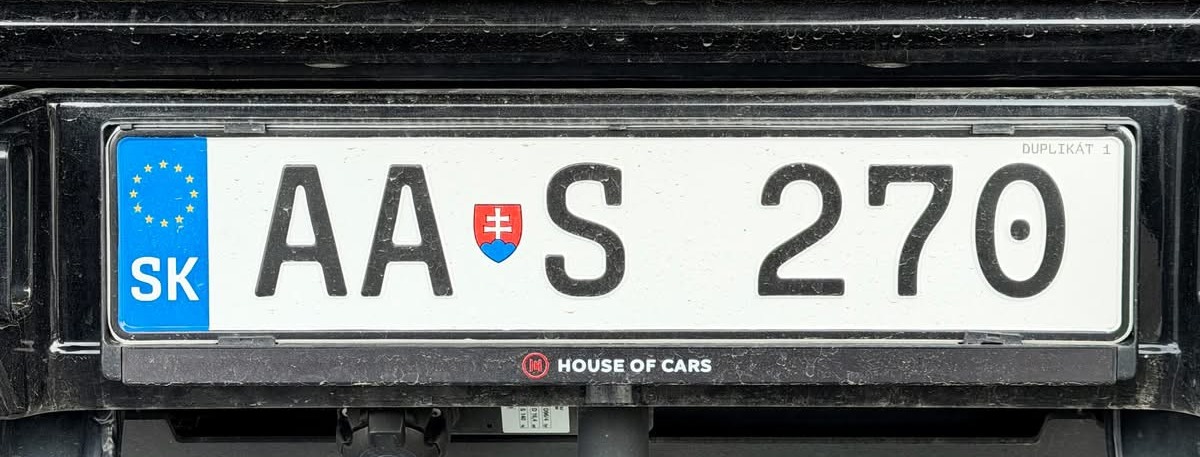 DUPLIKÁT 1
SK AA S 270
HOUSE OF CARS